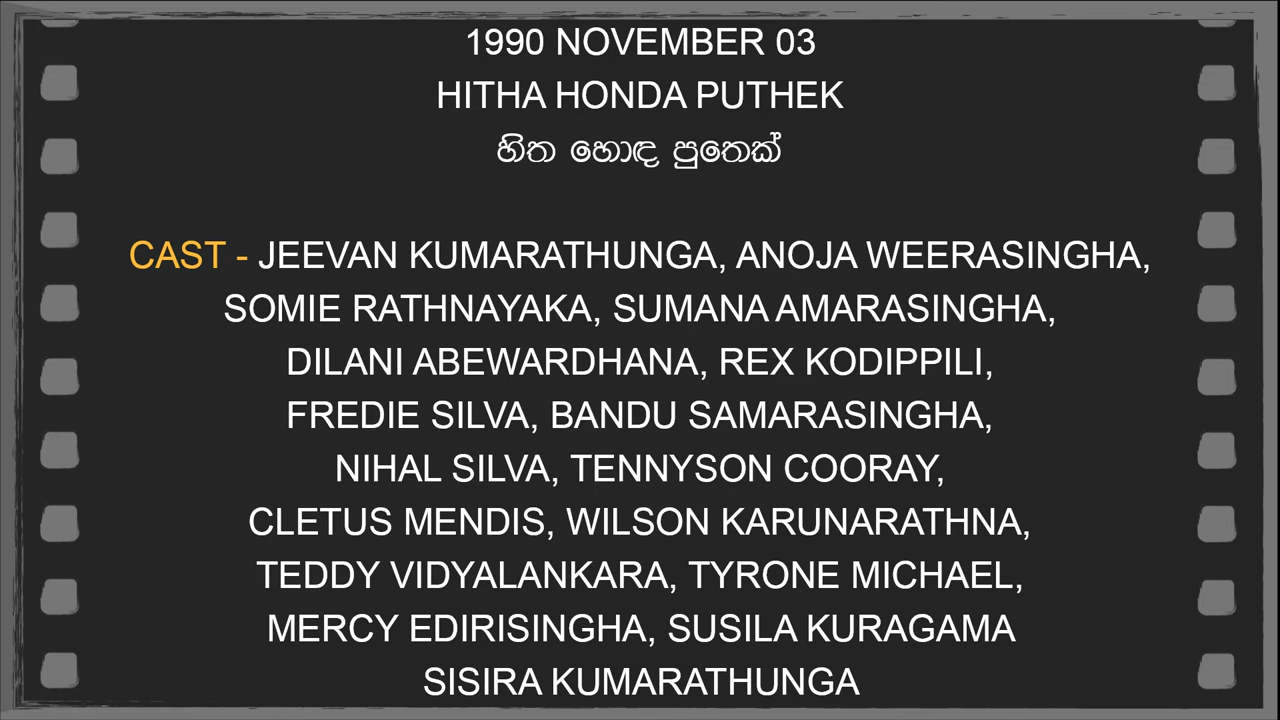 1990 NOVEMBER 03
HITHA HONDA PUTHEK
හිත හොඳ පුතෙක්
CAST - JEEVAN KUMARATHUNGA, ANOJA WEERASINGHA,
SOMIE RATHNAYAKA, SUMANA AMARASINGHA,
DILANI ABEWARDHANA, REX KODIPPILI,
FREDIE SILVA, BANDU SAMARASINGHA,
NIHAL SILVA, TENNYSON COORAY,
CLETUS MENDIS, WILSON KARUNARATHNA,
TEDDY VIDYALANKARA, TYRONE MICHAEL,
MERCY EDIRISINGHA, SUSILA KURAGAMA
SISIRA KUMARATHUNGA